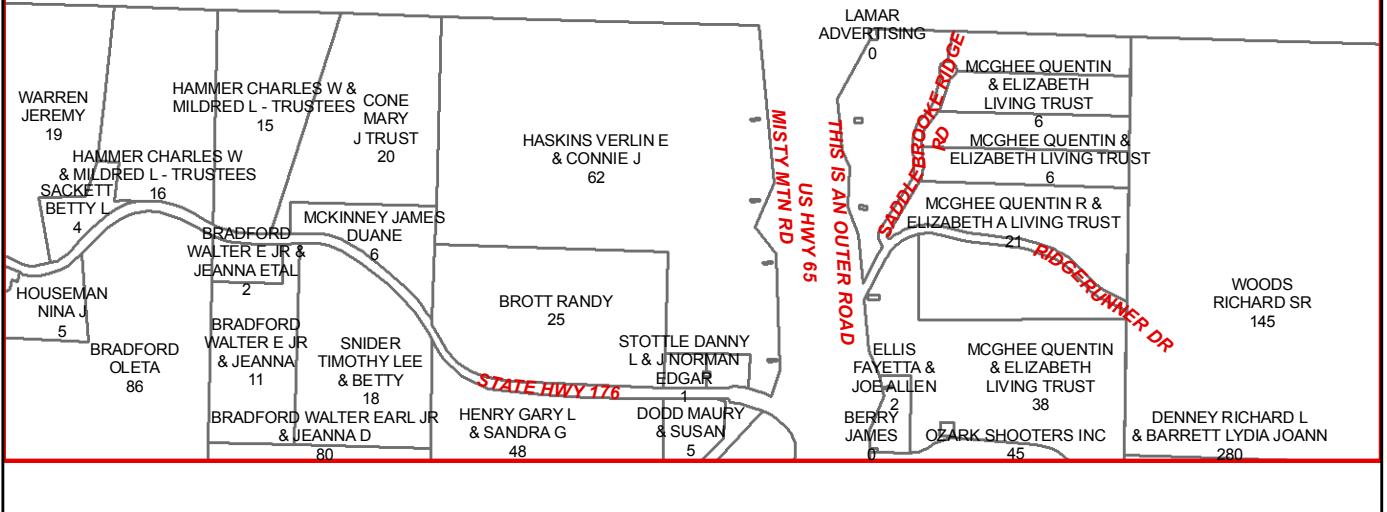 WARREN
JEREMY
19
HAMMER CHARLES W &
MILDRED L - TRUSTEES
15
CONE
MARY
J TRUST
20
HAMMER CHARLES W
& MILDRED L - TRUSTEES
16
SACKETT
BETTY L
4
HASKINS VERLIN E
& CONNIE J
62
MCKINNEY JAMES
DUANE
6
BRADFORD
WALTER E JR &
JEANNA ETAL
2
HOUSEMAN
NINA J
5
BRADFORD
OLETA
86
BRADFORD
WALTER E JR
& JEANNA
11
SNIDER
TIMOTHY LEE
& BETTY
18
BRADFORD WALTER EARL JR
& JEANNA D
80
BROTT RANDY
25
STATE HWY 176
HENRY GARY L
& SANDRA G
48
STOTTLE DANNY
L & J NORMAN
EDGAR
1
DODD MAURY
& SUSAN
5
MISTY MTN RD
US HWY 65
THIS IS AN OUTER ROAD
LAMAR
ADVERTISING
0
SADDLEBROOKE RIDGE
RD
MCGHEE QUENTIN
& ELIZABETH
LIVING TRUST
6
MCGHEE QUENTIN &
ELIZABETH LIVING TRUST
6
MCGHEE QUENTIN R &
ELIZABETH A LIVING TRUST
21
RIDGERUNNER DR
WOODS
RICHARD SR
145
ELLIS
FAYETTA &
JOE ALLEN
2
MCGHEE QUENTIN
& ELIZABETH
LIVING TRUST
38
BERRY
JAMES
0
OZARK SHOOTERS INC
45
DENNEY RICHARD L
& BARRETT LYDIA JOANN
280